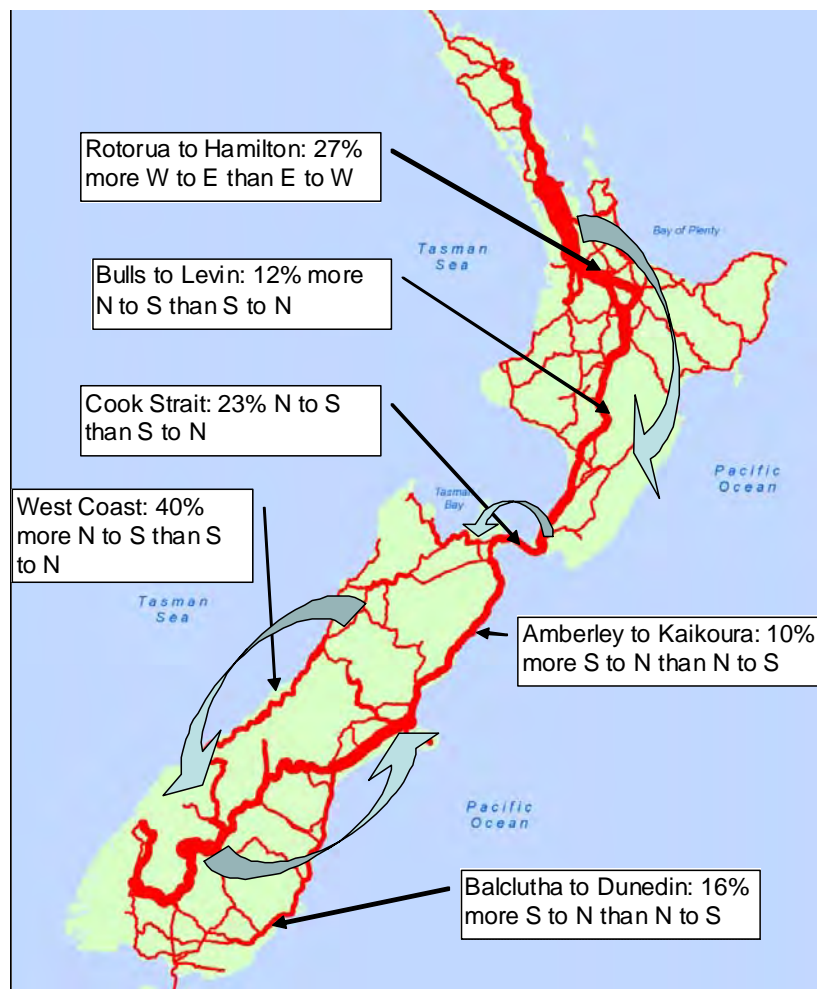 Rotorua to Hamilton: 27%
more W to E than E to W
Bay of Plenty
Tasman
Sea
Bulls to Levin: 12% more
N to S than S to N
Cook Strait: 23% N to S
than S to N
Pacific
Ocean
West Coast: 40%
more N to S than S
to N
Tasman
Bay
Tasman
Sea
Amberley to Kaikoura: 10%
more S to N than N to S
Pacific
Ocean
Balclutha to Dunedin: 16%
more S to N than N to S